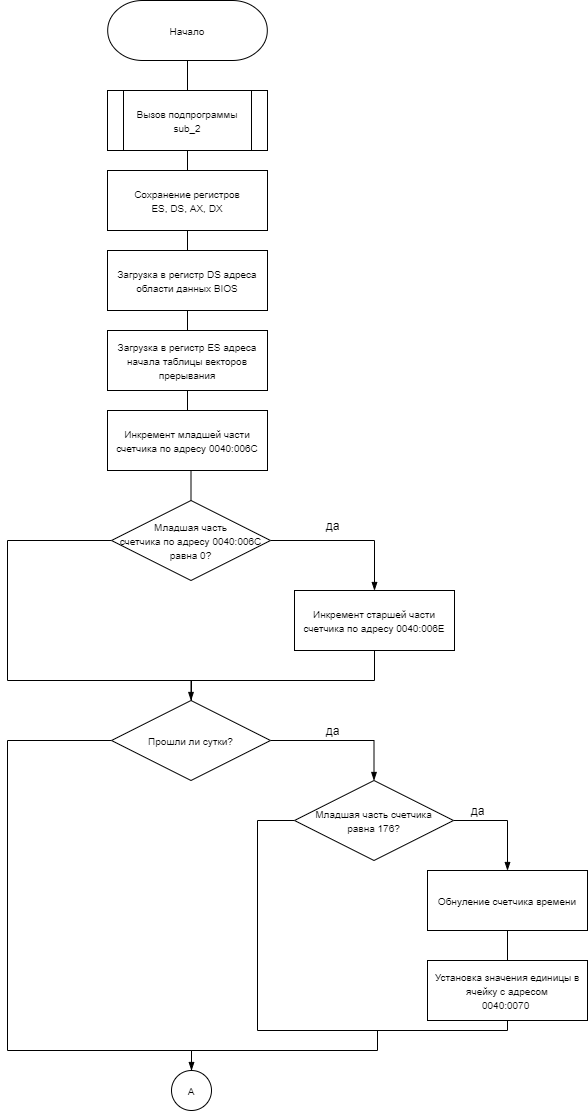 Начало
Вызов подпрограммы
sub_2
Сохранение регистров
ES, DS, AX, DX
Загрузка в регистр DS адреса
области данных BIOS
Загрузка в регистр ES адреса
начала таблицы векторов
прерывания
Инкремент младшей части
счетчика по адресу 0040:006C
Младшая часть
счетчика по адресу 0040:006C
равна 0?
да
Инкремент старшей части
счетчика по адресу 0040:006E
Прошли ли сутки?
да
Младшая часть счетчика
равна 176?
да
Обнуление счетчика времени
Установка значения единицы в
ячейку с адресом
0040:0070
А